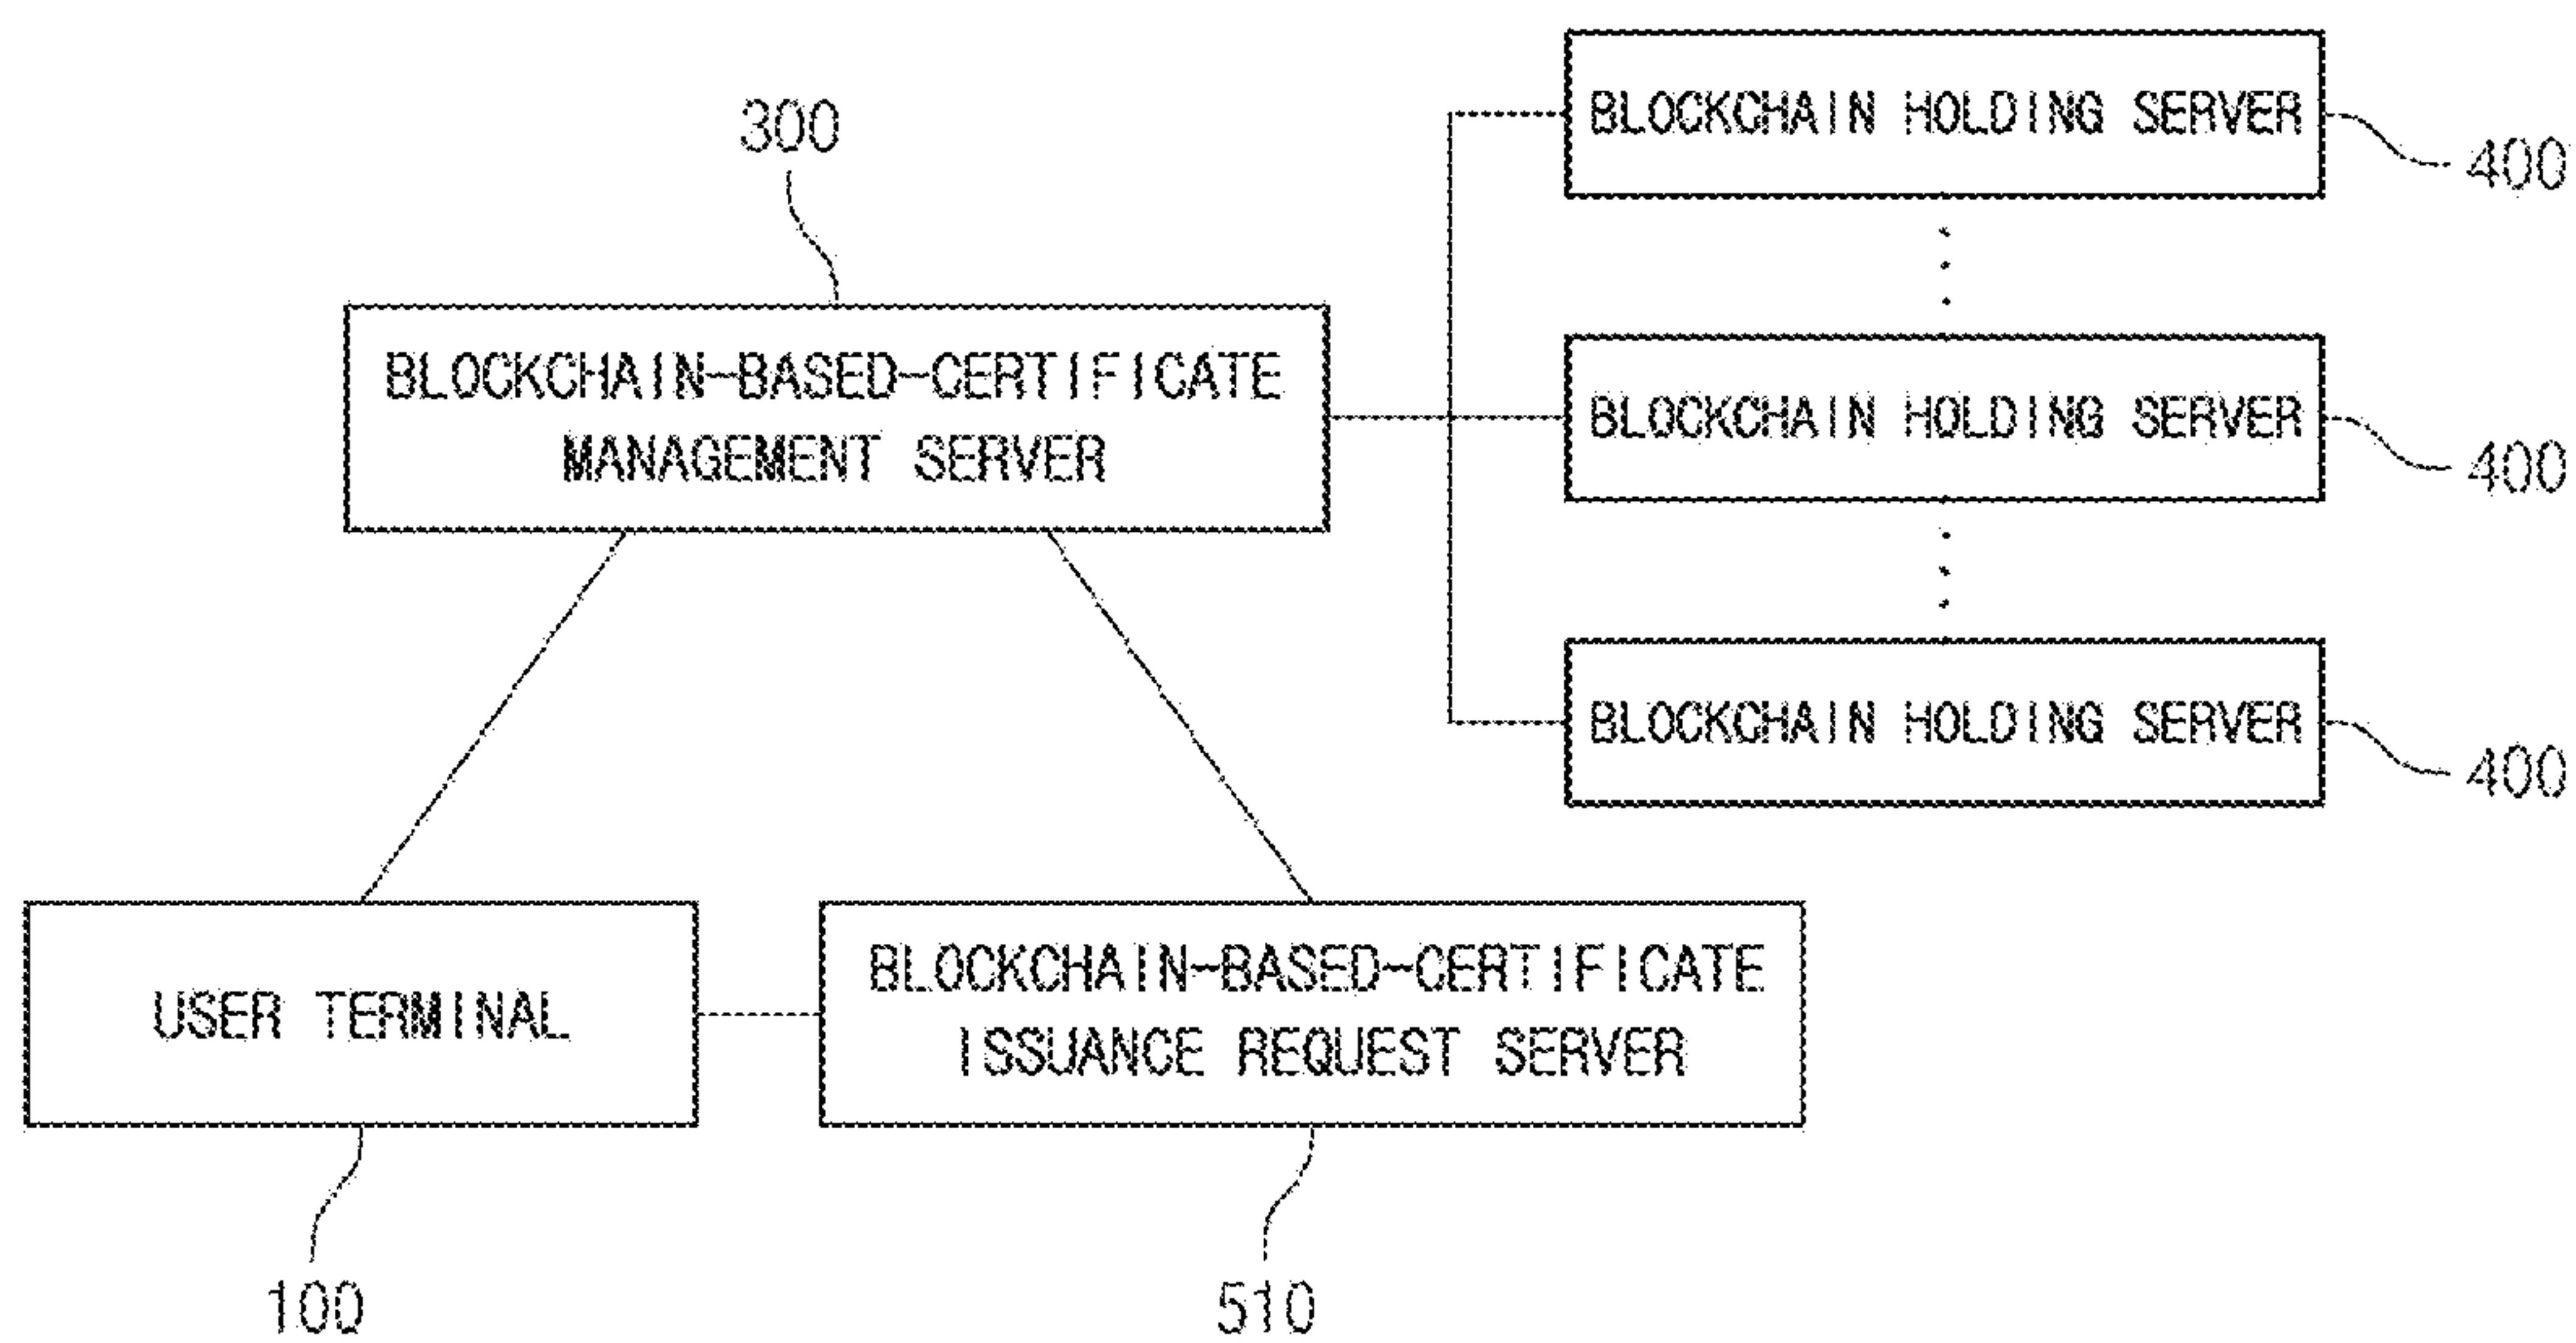 300
BLOCKCHAIN HOLDING SERVER
400
BLOCKCHAIN-BASED-CERTIFICATE
MANAGEMENT SERVER
BLOCKCHAIN HOLDING SERVER
400
BLOCKCHAIN HOLDING SERVER
400
USER TERMINAL
BLOCKCHAIN-BASED-CERTIFICATE
ISSUANCE REQUEST SERVER
100
510